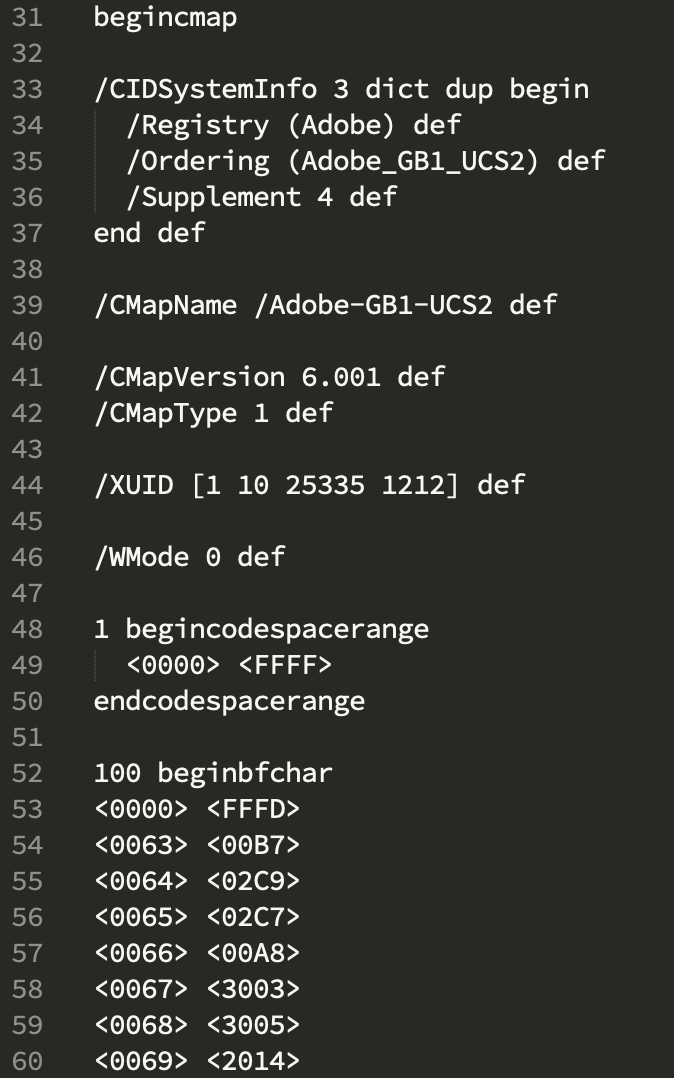 31 begincmap
32
33 /CIDSystemInfo 3 dict dup begin
34 /Registry (Adobe) def
35 /Ordering (Adobe_GB1_UCS2) def
36 /Supplement 4 def
37 end def
38
39 /CMapName /Adobe-GB1-UCS2 def
40
41 /CMapVersion 6.001 def
42 /CMapType 1 def
43
44 /XUID [1 10 25335 1212] def
45
46 /WMode 0 def
47
48 1 begincodespacerange
49 <0000> <FFFF>
50 endcodespacerange
51
52 100 beginbfchar
53 <0000> <FFFD>
54 <0063> <00B7>
55 <0064> <02C9>
56 <0065> <02C7>
57 <0066> <00A8>
58 <0067> <3003>
59 <0068> <3005>
60 <0069> <2014>